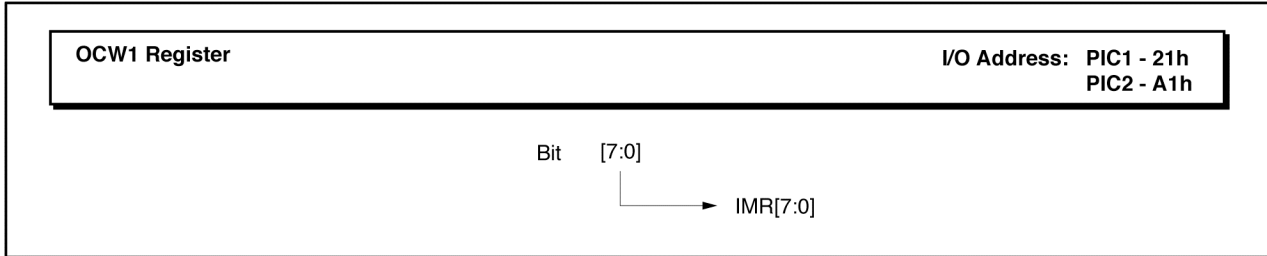 OCW1 Register
I/O Address: PIC1 - 21h
PIC2 - A1h
Bit [7:0]
IMR[7:0]